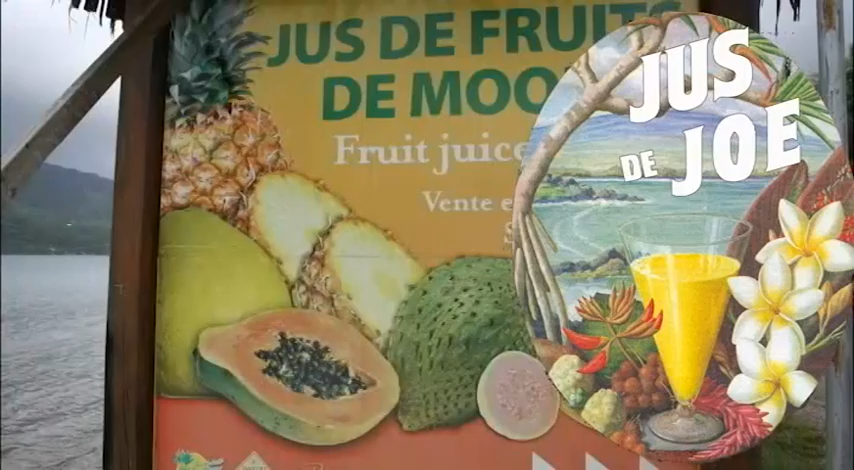 JUS DE FRUITS
DE MOO
Fruit juice
Vente e
JUS
DE JOE